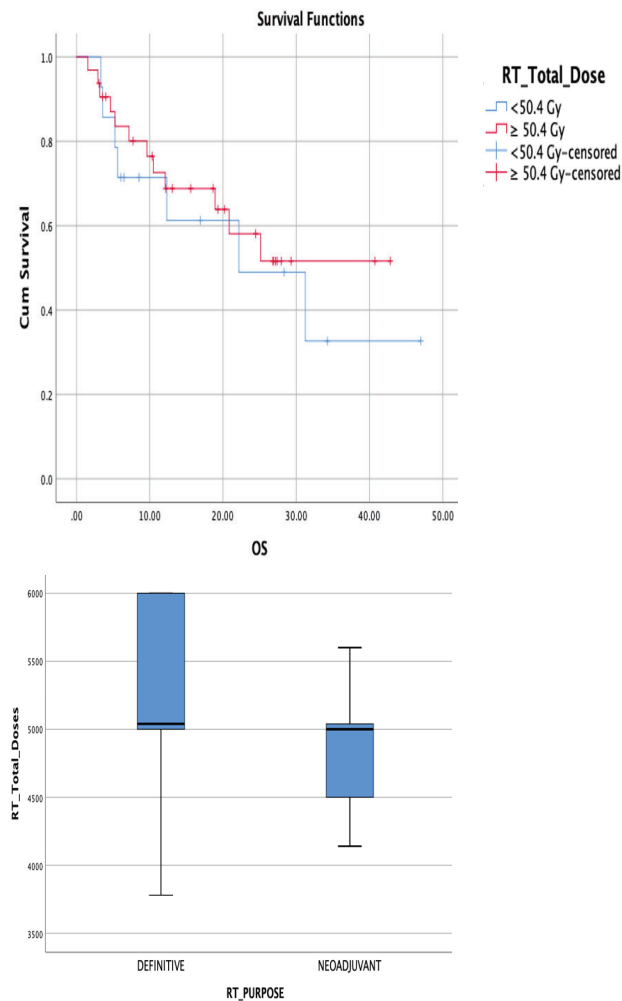 Survival Functions
RT_Total_Dose
<50.4 Gy
≥ 50.4 Gy
<50.4 Gy-censored
≥ 50.4 Gy-censored
Cum Survival
1.0
0.8
0.6
0.4
0.2
0.0
.00 10.00 20.00 30.00 40.00 50.00
OS
RT_Total_Doses
6000
5500
5000
4500
4000
3500
DEFINITIVE NEOADJUVANT
RT_PURPOSE